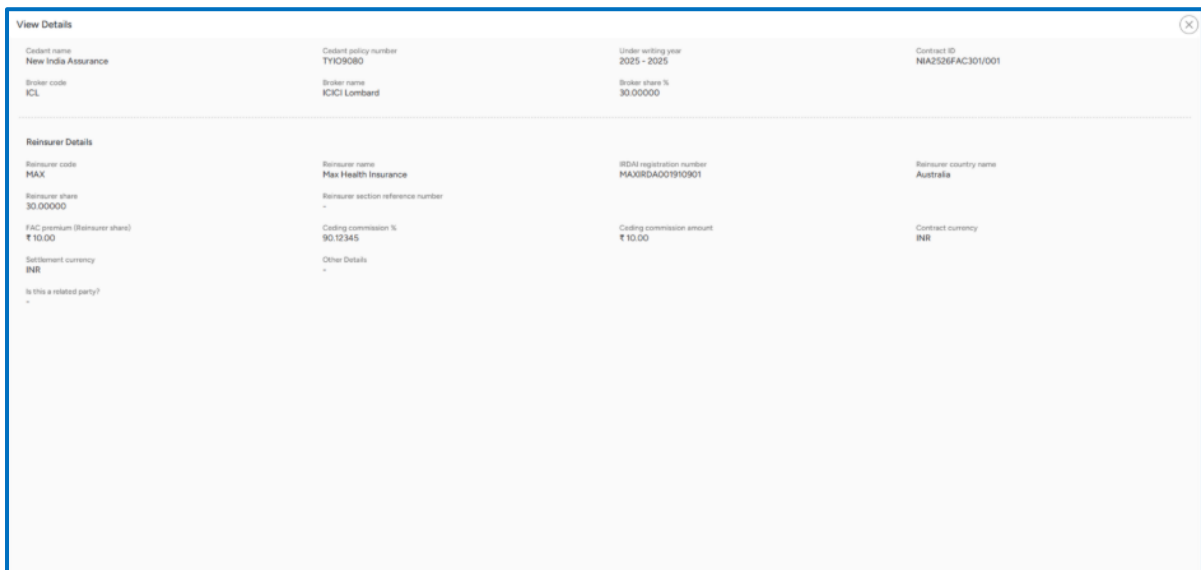 View Details
Cedant name Cedant policy number Under writing year Contract ID
New India Assurance TYIO9080 2025 - 2025 NIA2526FAC301/001
Broker code Broker name Broker share %
ICL ICICI Lombard 30.00000
Reinsurer Details
Reinsurer code Reinsurer name IRDAI registration number Reinsurer country name
MAX Max Health Insurance MAXIRDA001910901 Australia
Reinsurer share Reinsurer section reference number
30.00000 -
FAC premium (Reinsurer share) Ceding commission % Ceding commission amount Contract currency
₹ 10.00 90.12345 ₹ 10.00 INR
Settlement currency Other Details
INR -
Is this a related party?
-